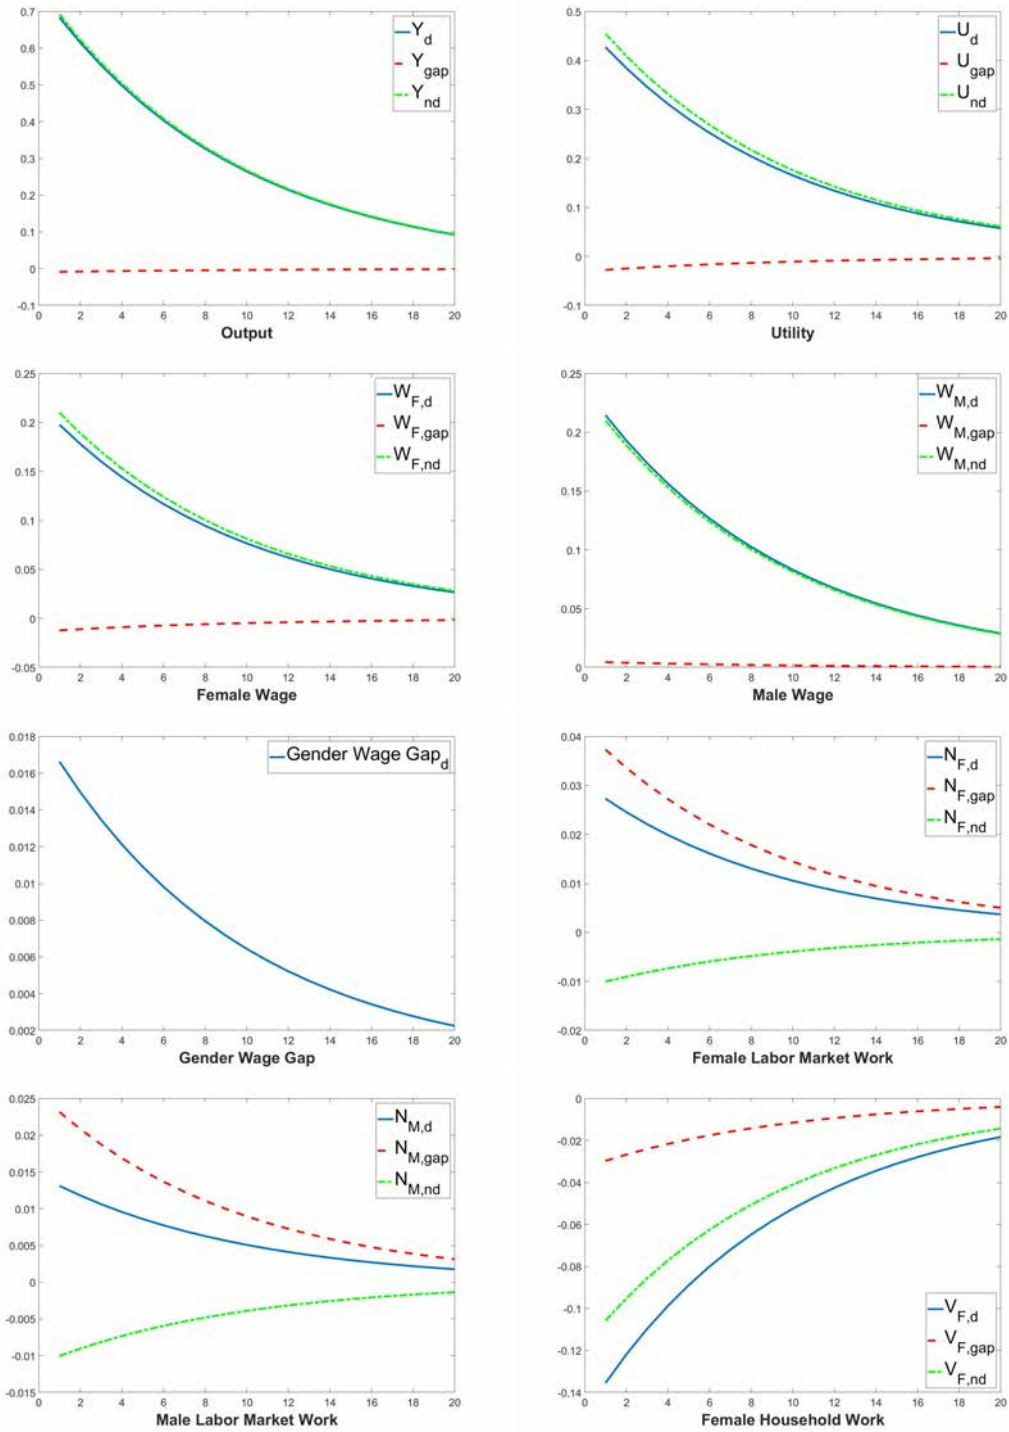 0.7
0.6
0.5
0.4
0.3
0.2
0.1
0
-0.1
0 2 4 6 8 10 12 14 16 18 20
Y_d
Y_gap
Y_nd
Output
0.5
0.4
0.3
0.2
0.1
0
-0.1
0 2 4 6 8 10 12 14 16 18 20
U_d
U_gap
U_nd
Utility
0.25
0.2
0.15
0.1
0.05
0
-0.05
0 2 4 6 8 10 12 14 16 18 20
W_F,d
W_F,gap
W_F,nd
Female Wage
0.25
0.2
0.15
0.1
0.05
0
0 2 4 6 8 10 12 14 16 18 20
W_M,d
W_M,gap
W_M,nd
Male Wage
0.018
0.016
0.014
0.012
0.01
0.008
0.006
0.004
0.002
0 2 4 6 8 10 12 14 16 18 20
Gender Wage Gap_d
Gender Wage Gap
0.04
0.03
0.02
0.01
0
-0.01
-0.02
0 2 4 6 8 10 12 14 16 18 20
N_F,d
N_F,gap
N_F,nd
Female Labor Market Work
0.025
0.02
0.015
0.01
0.005
0
-0.005
-0.01
-0.015
0 2 4 6 8 10 12 14 16 18 20
N_M,d
N_M,gap
N_M,nd
Male Labor Market Work
0
-0.02
-0.04
-0.06
-0.08
-0.1
-0.12
-0.14
0 2 4 6 8 10 12 14 16 18 20
V_F,d
V_F,gap
V_F,nd
Female Household Work